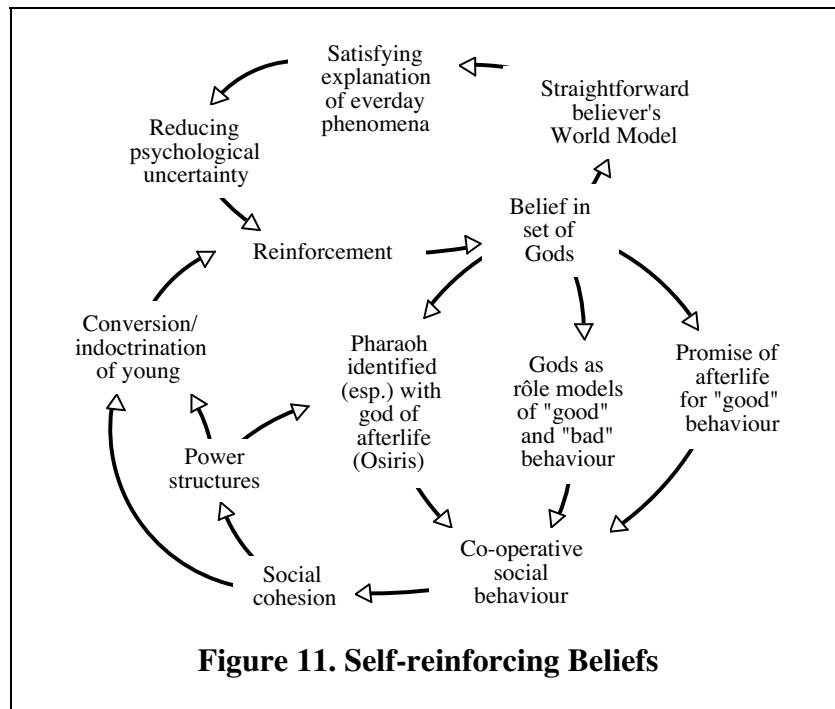 Satisfying
explanation
of everday
phenomena
Straightforward
believer's
World Model
Reducing
psychological
uncertainty
Belief in
set of
Gods
Reinforcement
Conversion/
indoctrination
of young
Pharaoh
identified
(esp.) with
god of
afterlife
(Osiris)
Gods as
rôle models
of "good"
and "bad"
behaviour
Promise of
afterlife
for "good"
behaviour
Power
structures
Co-operative
social
behaviour
Social
cohesion
Figure 11. Self-reinforcing Beliefs